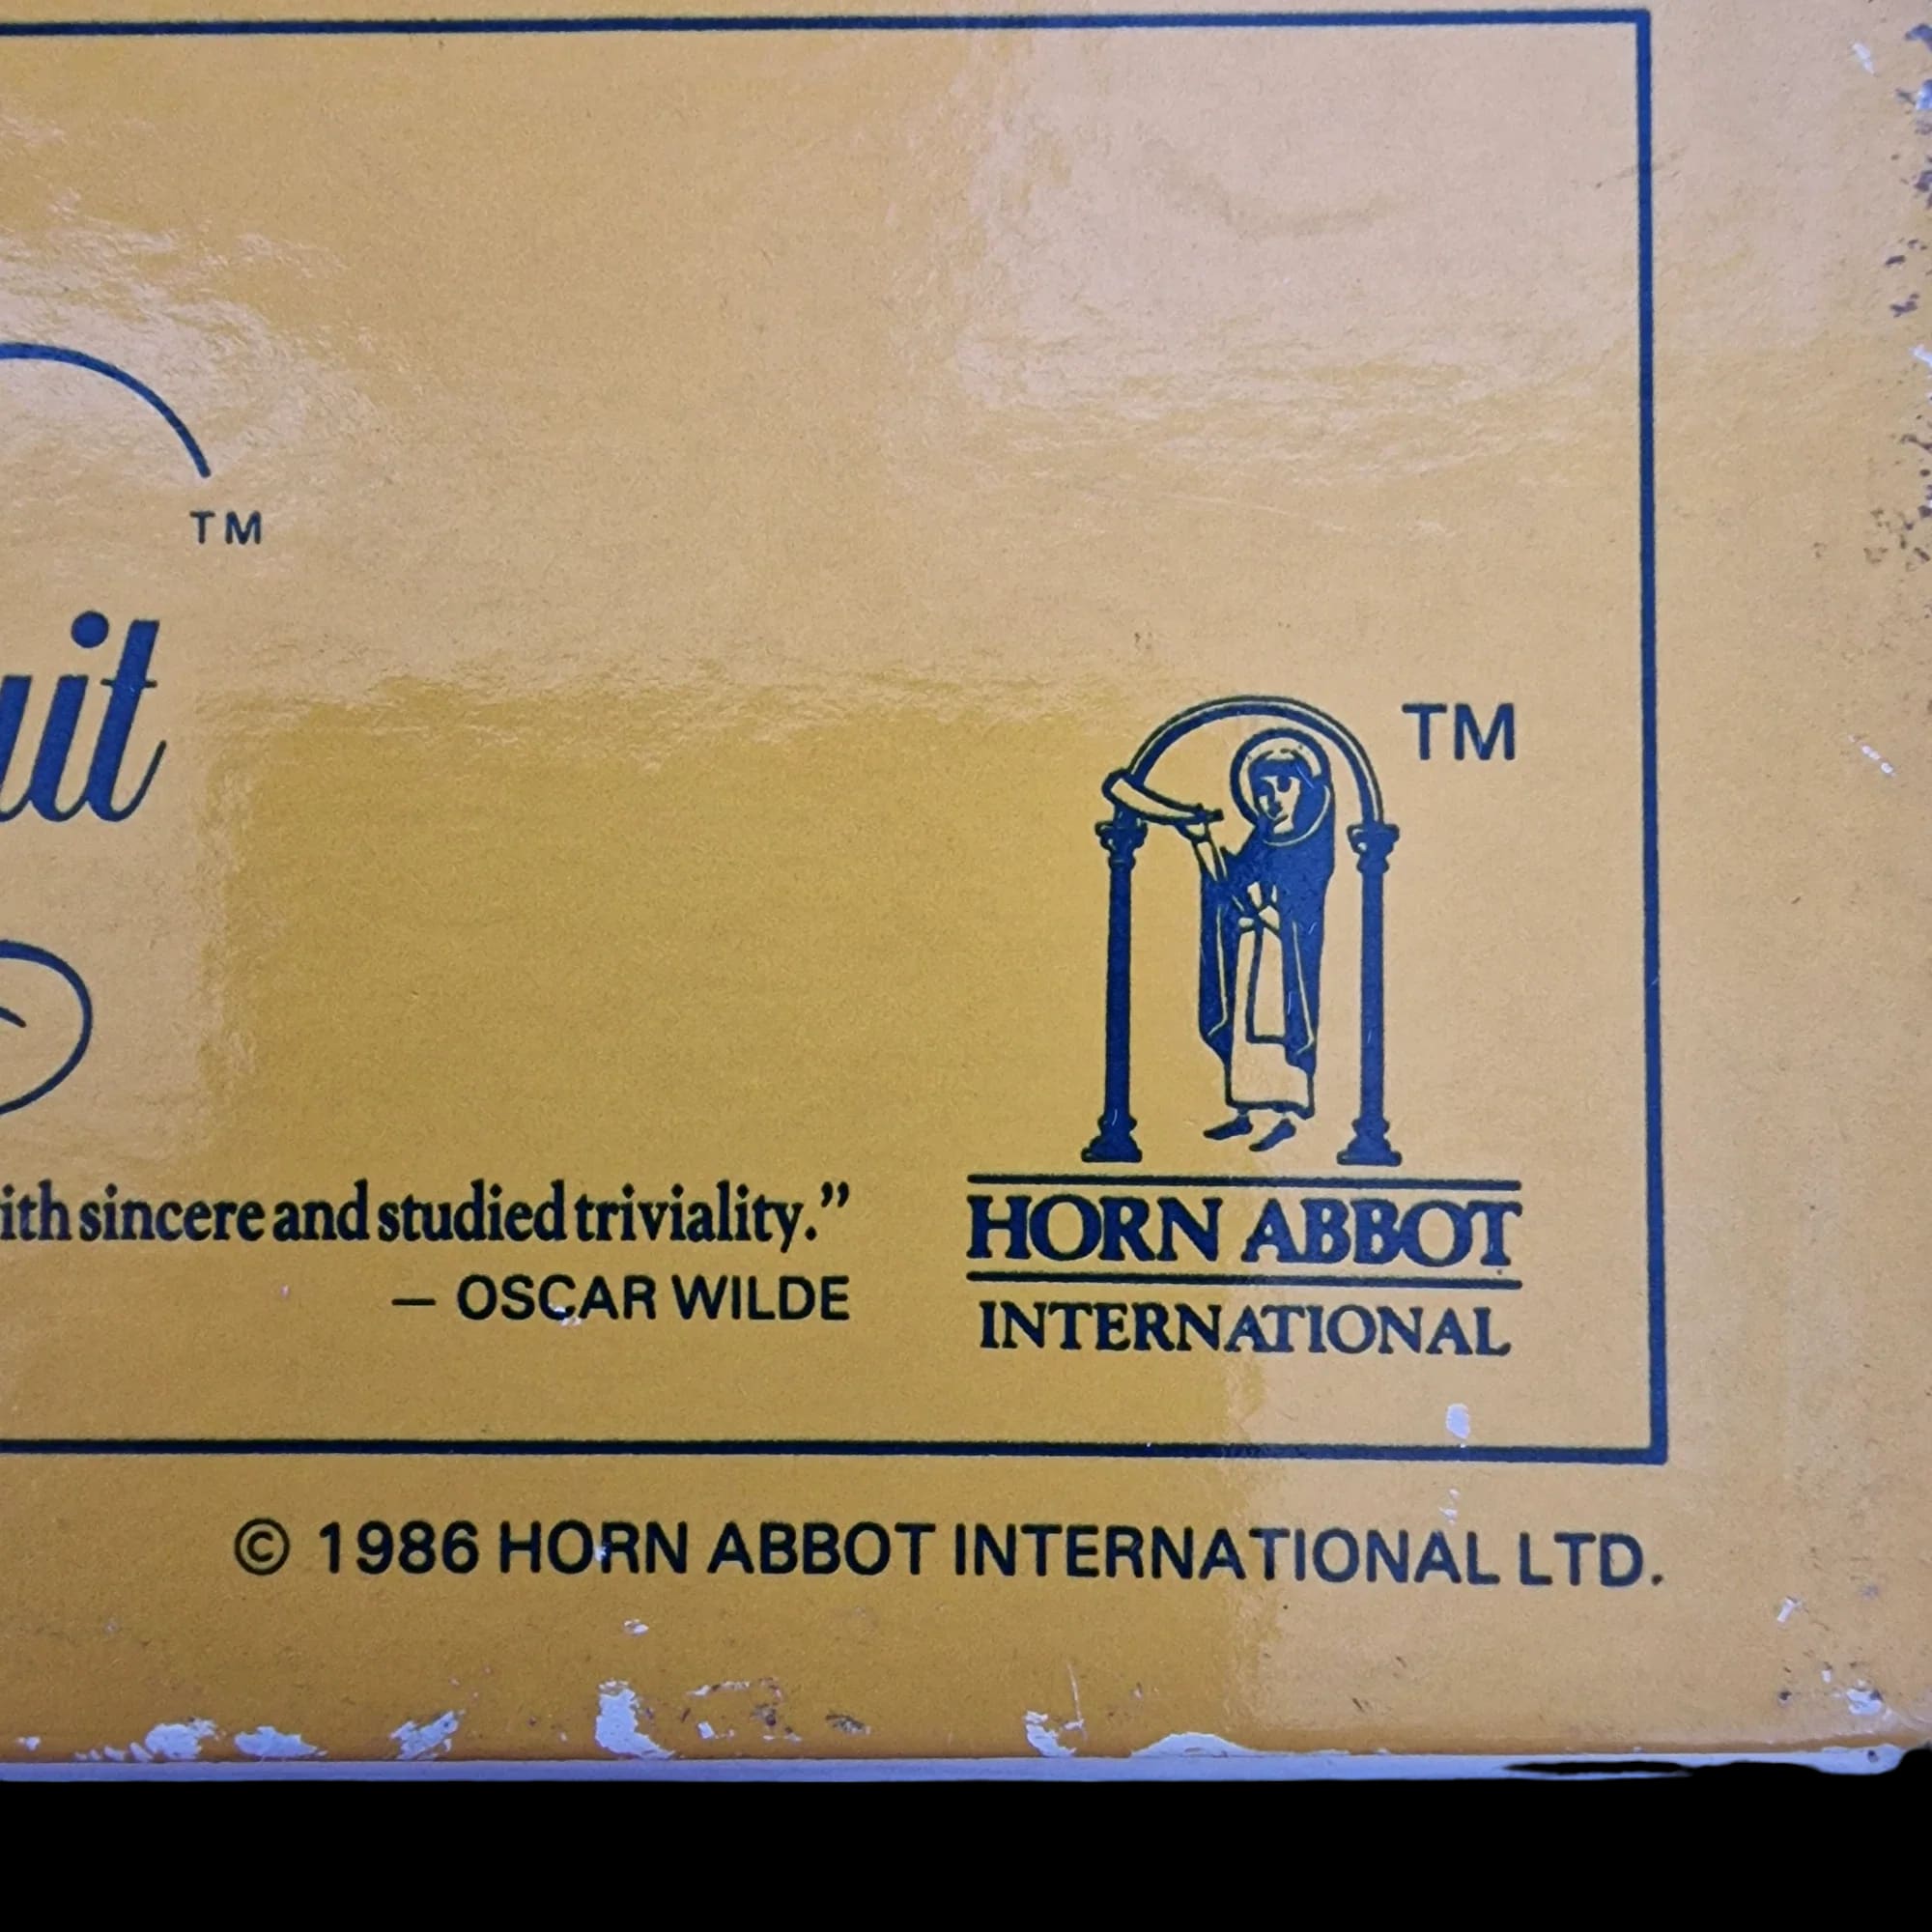 TM
uit
TM
ith sincere and studied triviality.”
— OSCAR WILDE
HORN ABBOT
INTERNATIONAL
© 1986 HORN ABBOT INTERNATIONAL LTD.